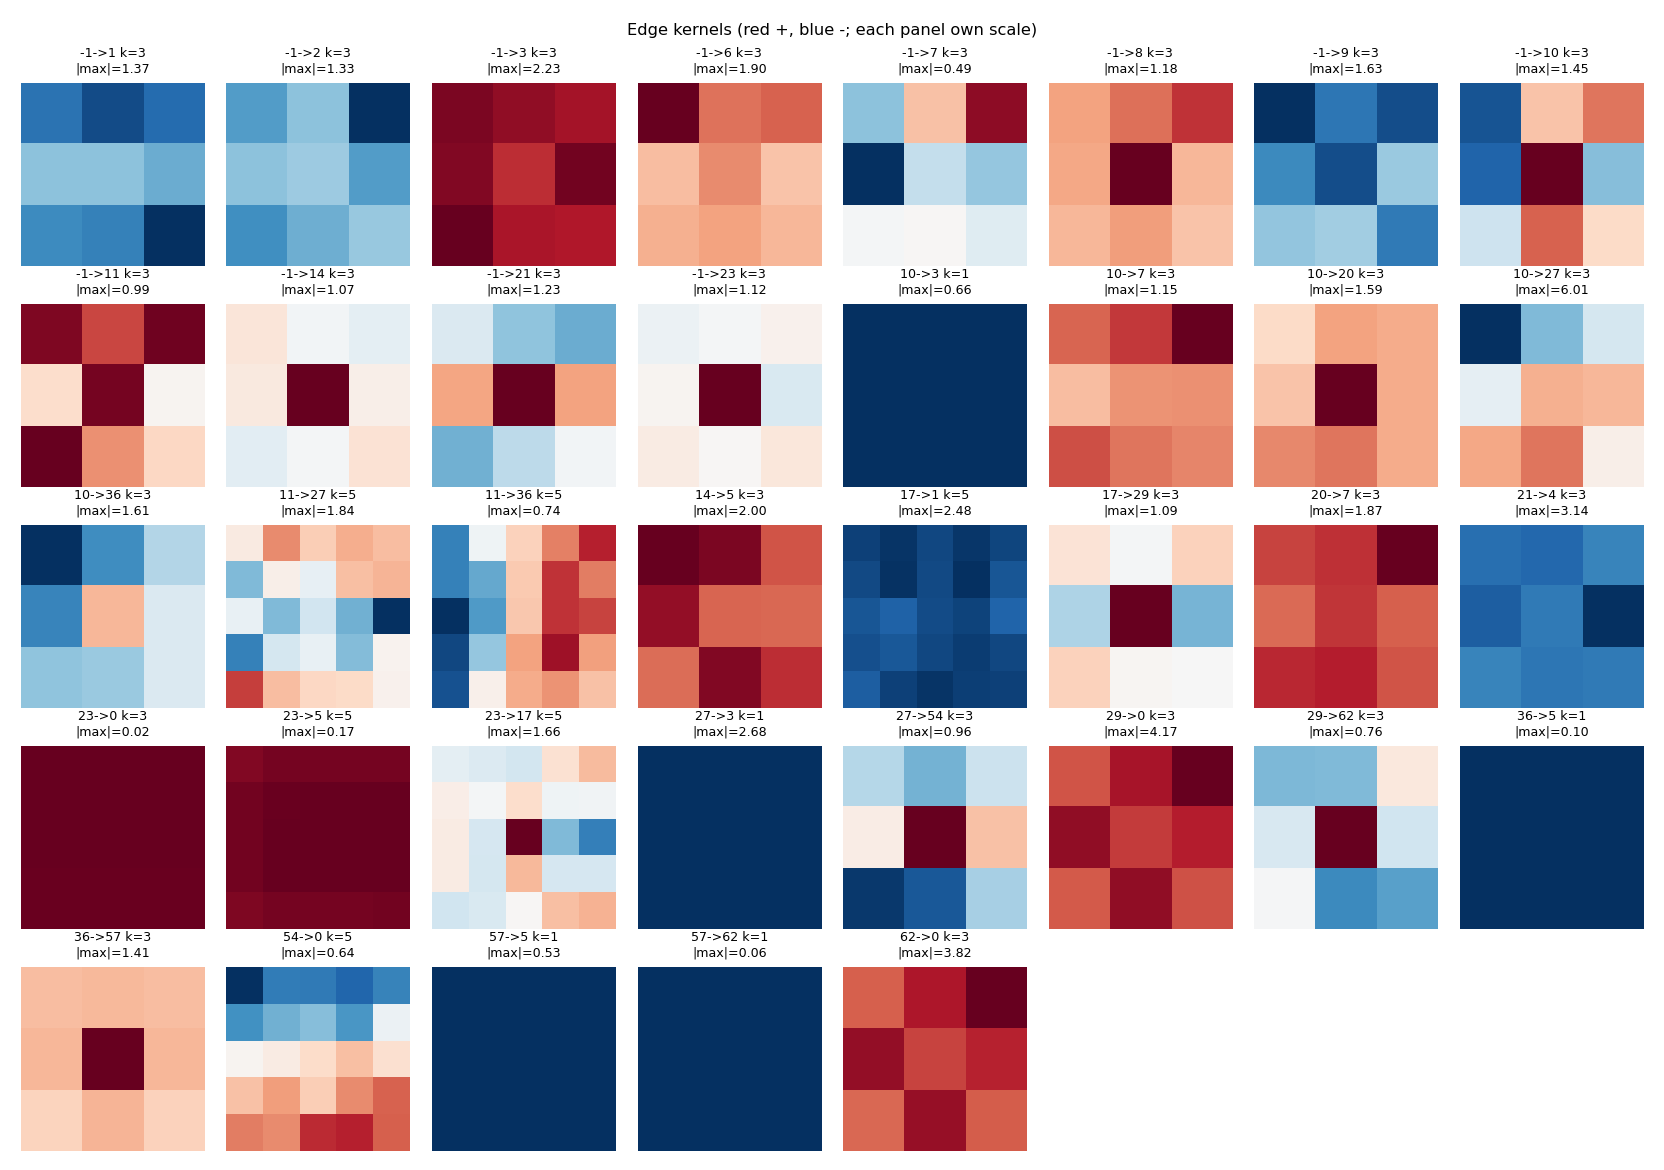 Edge kernels (red +, blue -; each panel own scale)
-1->1 k=3
|max|=1.37
-1->2 k=3
|max|=1.33
-1->3 k=3
|max|=2.23
-1->6 k=3
|max|=1.90
-1->7 k=3
|max|=0.49
-1->8 k=3
|max|=1.18
-1->9 k=3
|max|=1.63
-1->10 k=3
|max|=1.45
-1->11 k=3
|max|=0.99
-1->14 k=3
|max|=1.07
-1->21 k=3
|max|=1.23
-1->23 k=3
|max|=1.12
10->3 k=1
|max|=0.66
10->7 k=3
|max|=1.15
10->20 k=3
|max|=1.59
10->27 k=3
|max|=6.01
10->36 k=3
|max|=1.61
11->27 k=5
|max|=1.84
11->36 k=5
|max|=0.74
14->5 k=3
|max|=2.00
17->1 k=5
|max|=2.48
17->29 k=3
|max|=1.09
20->7 k=3
|max|=1.87
21->4 k=3
|max|=3.14
23->0 k=3
|max|=0.02
23->5 k=5
|max|=0.17
23->17 k=5
|max|=1.66
27->3 k=1
|max|=2.68
27->54 k=3
|max|=0.96
29->0 k=3
|max|=4.17
29->62 k=3
|max|=0.76
36->5 k=1
|max|=0.10
36->57 k=3
|max|=1.41
54->0 k=5
|max|=0.64
57->5 k=1
|max|=0.53
57->62 k=1
|max|=0.06
62->0 k=3
|max|=3.82